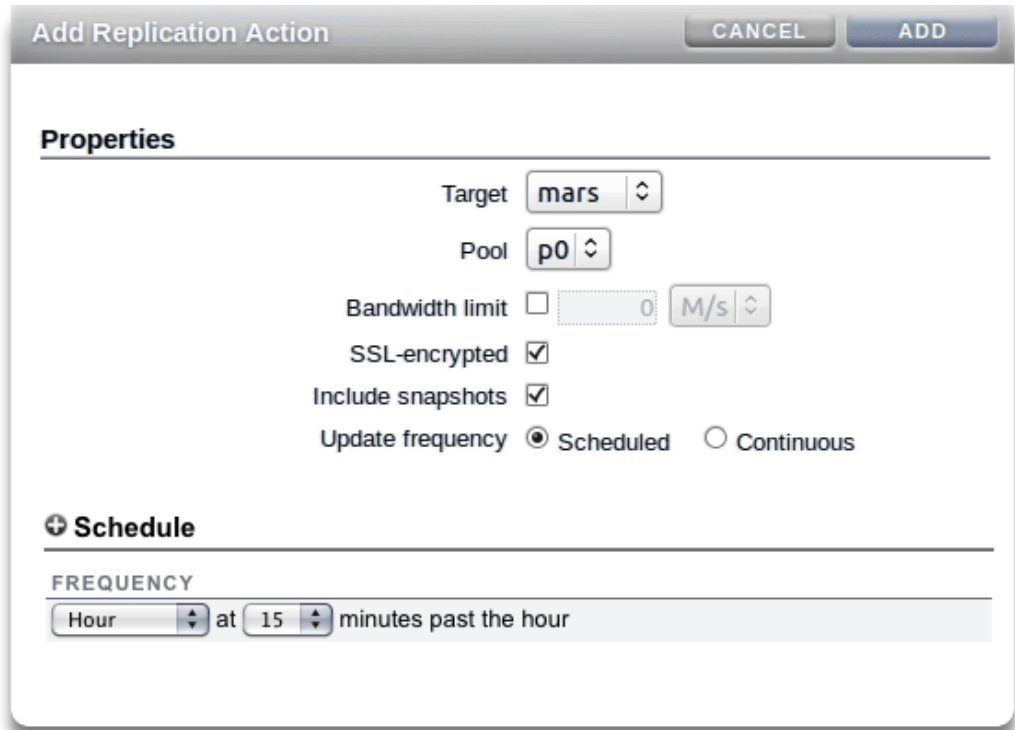 Add Replication Action CANCEL ADD
Properties
Target mars
Pool p0
Bandwidth limit 0 M/s
SSL-encrypted
Include snapshots
Update frequency Scheduled Continuous
Schedule
FREQUENCY
Hour at 15 minutes past the hour